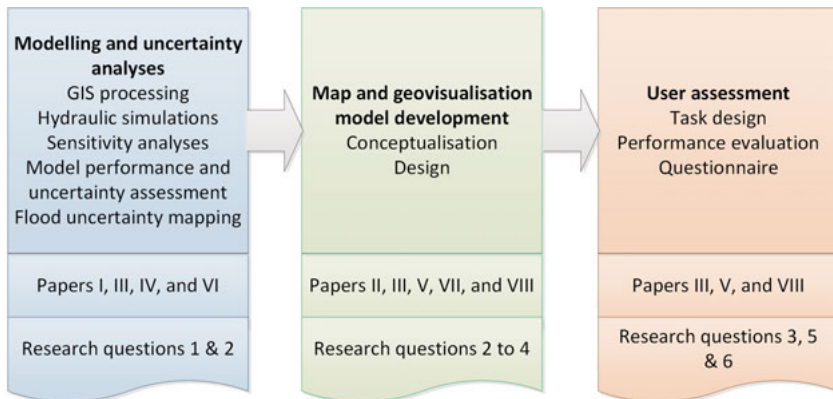 Modelling and uncertainty
analyses
GIS processing
Hydraulic simulations
Sensitivity analyses
Model performance and
uncertainty assessment
Flood uncertainty mapping
Papers I, III, IV, and VI
Research questions 1 & 2
Map and geovisualisation
model development
Conceptualisation
Design
Papers II, III, V, VII, and VIII
Research questions 2 to 4
User assessment
Task design
Performance evaluation
Questionnaire
Papers III, V, and VIII
Research questions 3, 5
& 6